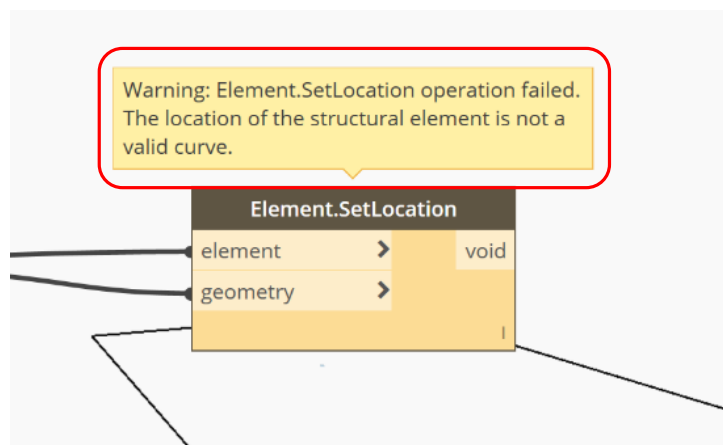 Warning: Element.SetLocation operation failed.
The location of the structural element is not a
valid curve.
Element.SetLocation
element > void
geometry >
l